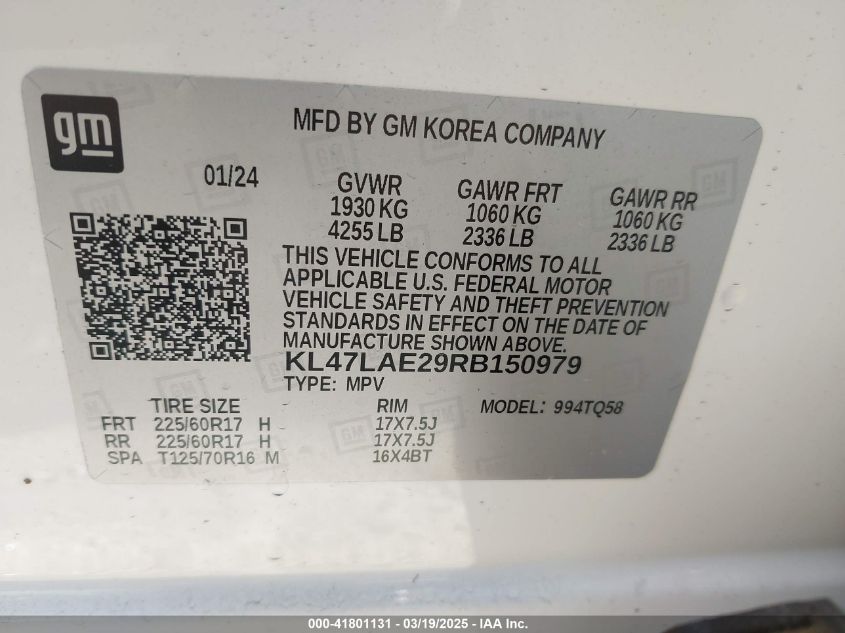 gm
MFD BY GM KOREA COMPANY
01/24
GVWR
1930 KG
4255 LB
GAWR FRT
1060 KG
2336 LB
GAWR RR
1060 KG
2336 LB
THIS VEHICLE CONFORMS TO ALL
APPLICABLE U.S. FEDERAL MOTOR
VEHICLE SAFETY AND THEFT PREVENTION
STANDARDS IN EFFECT ON THE DATE OF
MANUFACTURE SHOWN ABOVE.
KL47LAE29RB150979
TYPE: MPV
MODEL: 994TQ58
TIRE SIZE RIM
FRT 225/60R17 H 17X7.5J
RR 225/60R17 H 17X7.5J
SPA T125/70R16 M 16X4BT
000-41801131 - 03/19/2025 - IAA Inc.